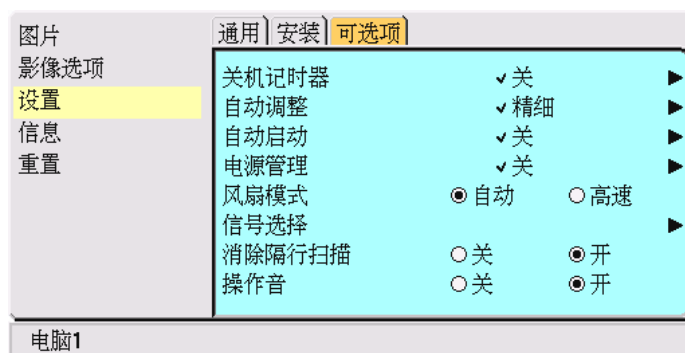 图片
影像选项
设置
信息
重置
通用 安装 可选项
关机记时器 关
自动调整 精细
自动启动 关
电源管理 关
风扇模式 自动 高速
信号选择
消除隔行扫描 关 开
操作音 关 开
电脑1